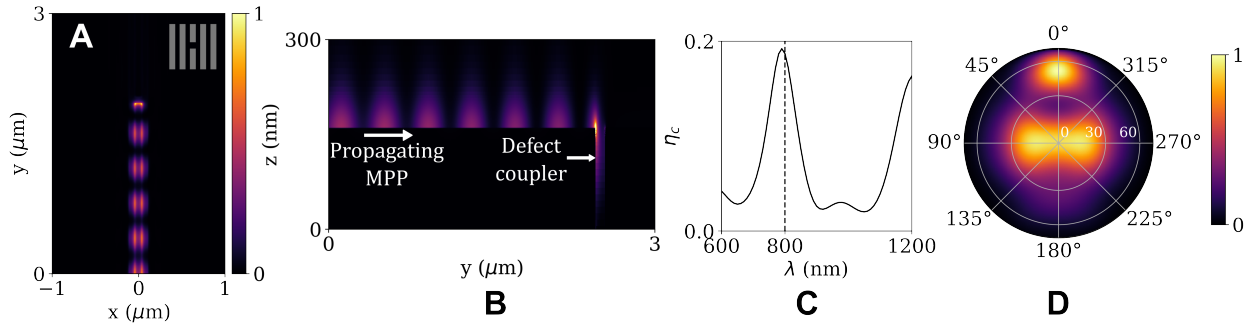 A
3
y (μm)
0
−1
0
1
x (μm)
1
0
300
z (nm)
0
Propagating
MPP
Defect
coupler
0
3
y (μm)
B
0.2
η_c
0.0
600
800
1200
λ (nm)
C
0°
45°
315°
90°
0
30
60
270°
135°
225°
180°
1
0
D